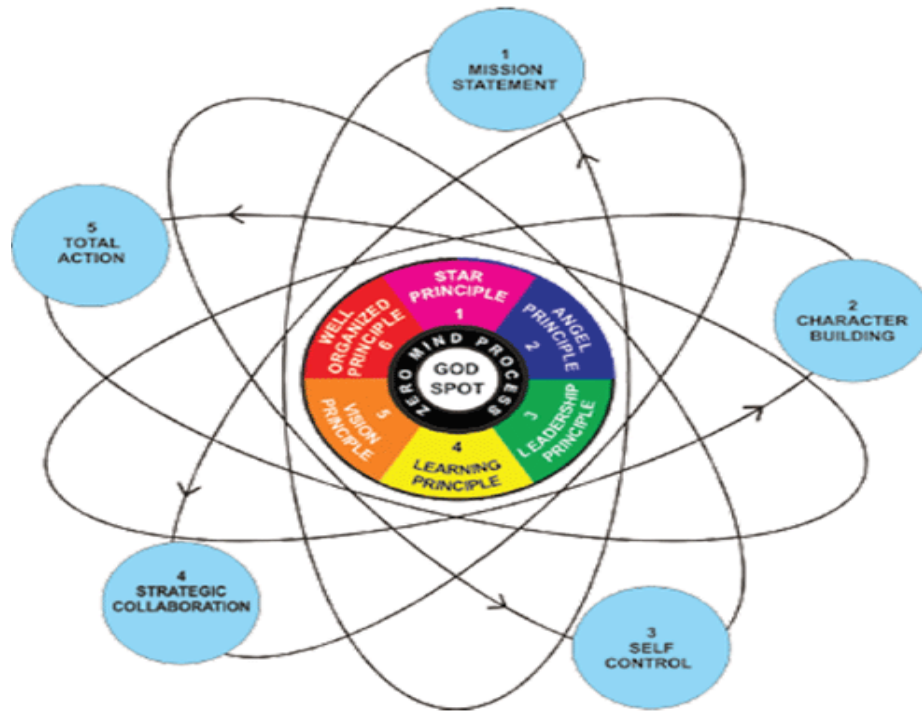 1
MISSION
STATEMENT
5
TOTAL
ACTION
2
CHARACTER
BUILDING
STAR
PRINCIPLE
1
ANGEL
PRINCIPLE
2
WELL
ORGANIZED
PRINCIPLE
6
ZERO MIND PROCESS
GOD
SPOT
3
LEADERSHIP
PRINCIPLE
5
VISION
PRINCIPLE
4
LEARNING
PRINCIPLE
4
STRATEGIC
COLLABORATION
3
SELF
CONTROL